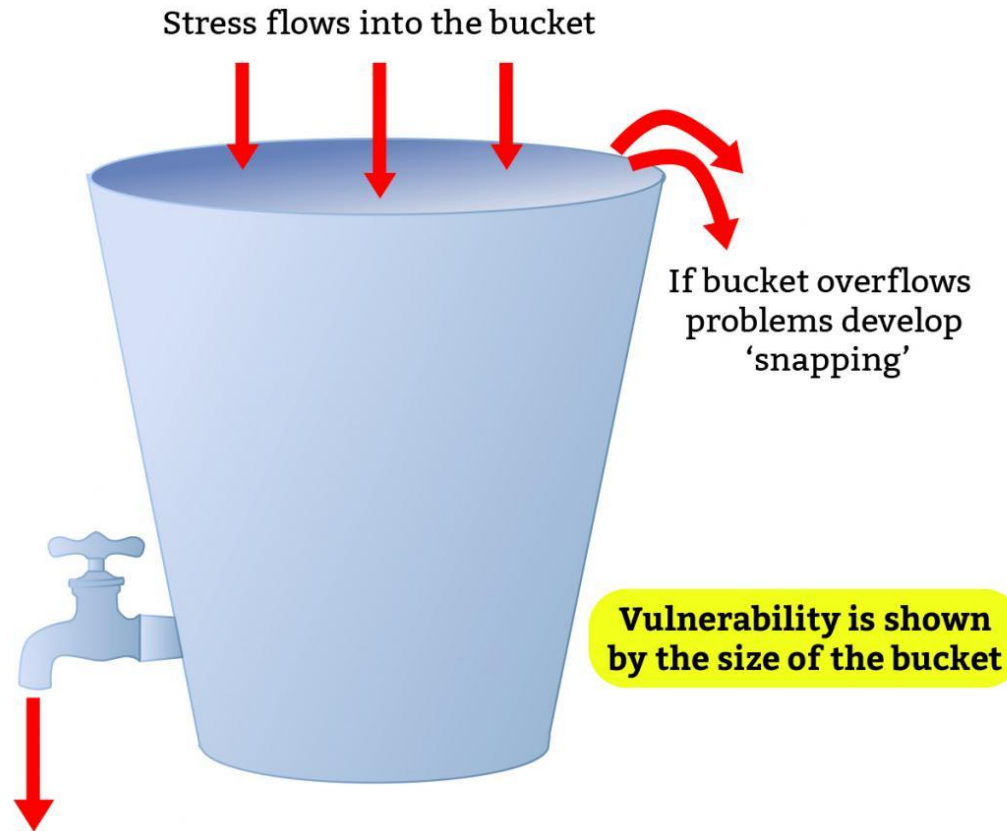 Stress flows into the bucket
If bucket overflows
problems develop
‘snapping’
Vulnerability is shown
by the size of the bucket